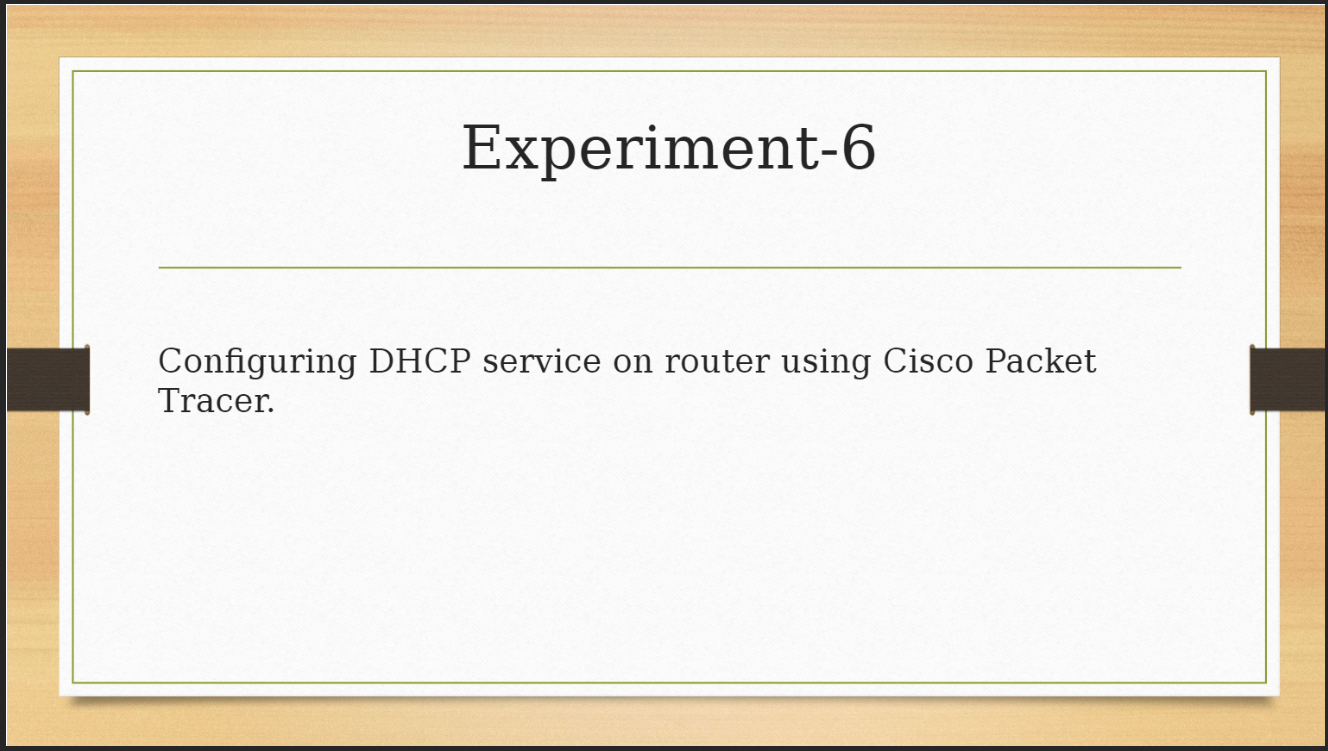 Experiment-6
Configuring DHCP service on router using Cisco Packet
Tracer.